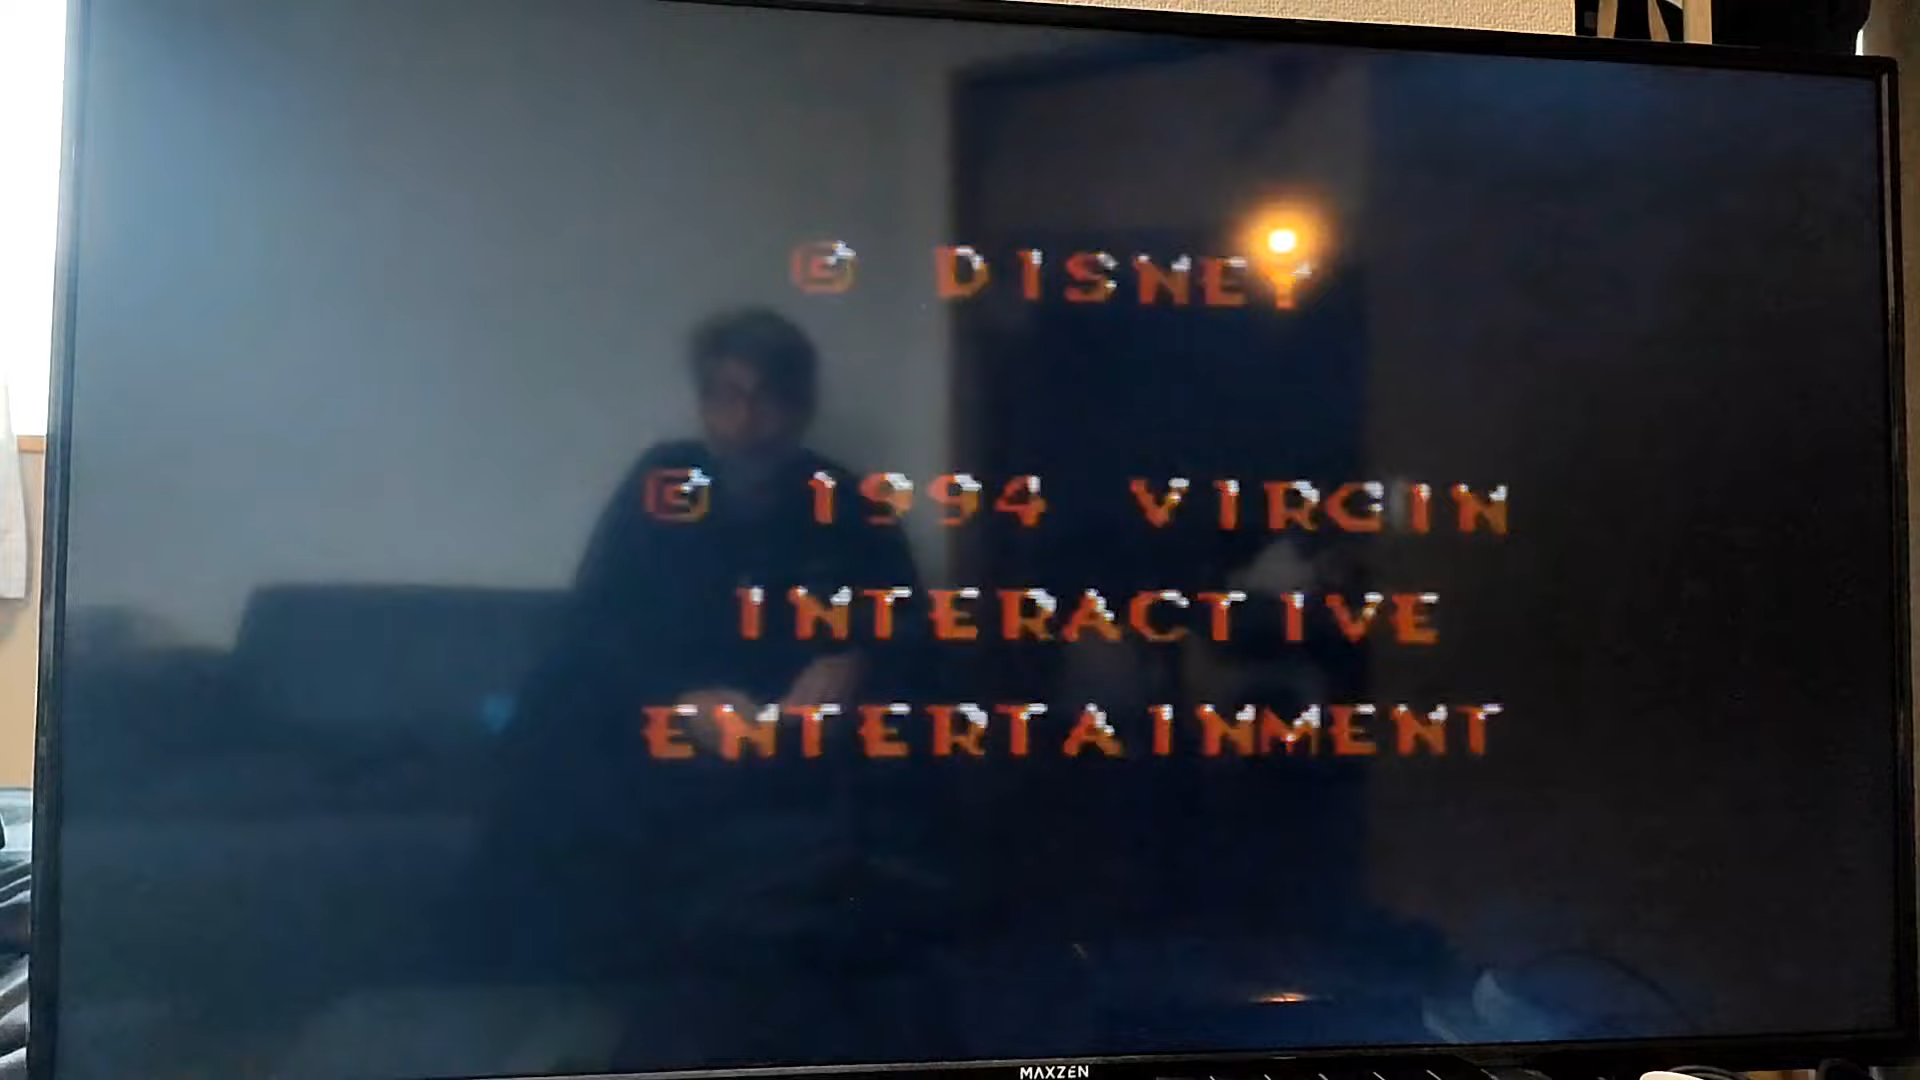 © DISNEY
© 1994 VIRGIN
INTERACTIVE
ENTERTAINMENT
MAXZEN